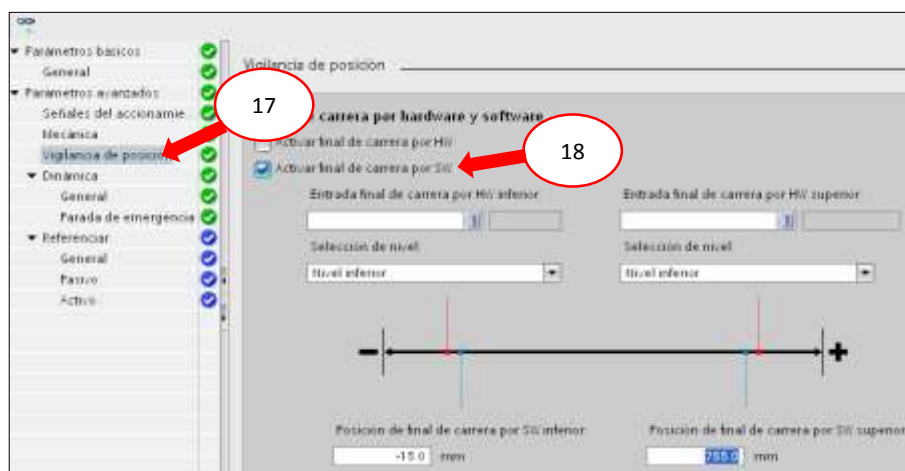 Parámetros básicos
General
Parámetros avanzados
Señales del accionamie
Mecánica
Vigilancia de posición
Dinámica
General
Parada de emergencia
Referenciar
General
Pasivo
Activo
17
Vigilancia de posición
carrera por hardware y software
Activar final de carrera por HW
18
Activar final de carrera por SW
Entrada final de carrera por HW inferior
Entrada final de carrera por HW superior
Selección de nivel
Selección de nivel
Nivel inferior
Nivel inferior
Posición de final de carrera por SW inferior
Posición de final de carrera por SW superior
-15.0 mm
mm